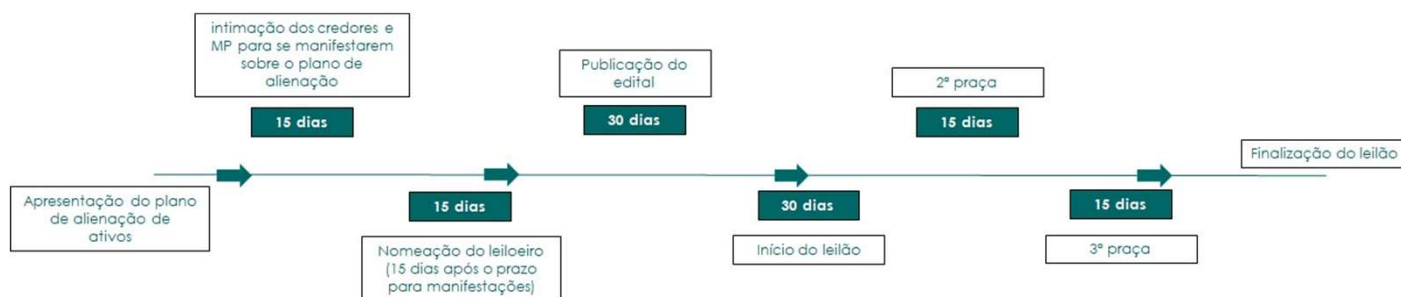 intimação dos credores e
MP para se manifestarem
sobre o plano de
alienação
15 dias
Publicação do
edital
30 dias
2ª praça
15 dias
Finalização do leilão
Apresentação do plano
de alienação de
ativos
15 dias
Nomeação do leiloeiro
(15 dias após o prazo
para manifestações)
30 dias
Início do leilão
15 dias
3ª praça